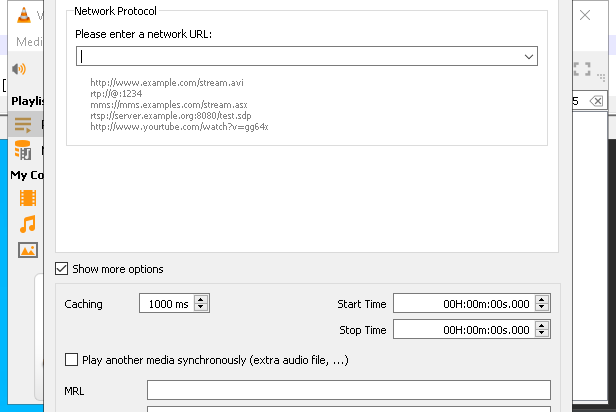 Network Protocol
Please enter a network URL:
http://www.example.com/stream.avi
rtp://@:1234
mms://mms.examples.com/stream.asx
rtsp://server.example.org:8080/test.sdp
http://www.yourtube.com/watch?v=gg64x
Medi
Playlis
My Co
Show more options
Caching
1000 ms
Start Time
00H:00m:00s.000
Stop Time
00H:00m:00s.000
Play another media synchronously (extra audio file, ...)
MRL